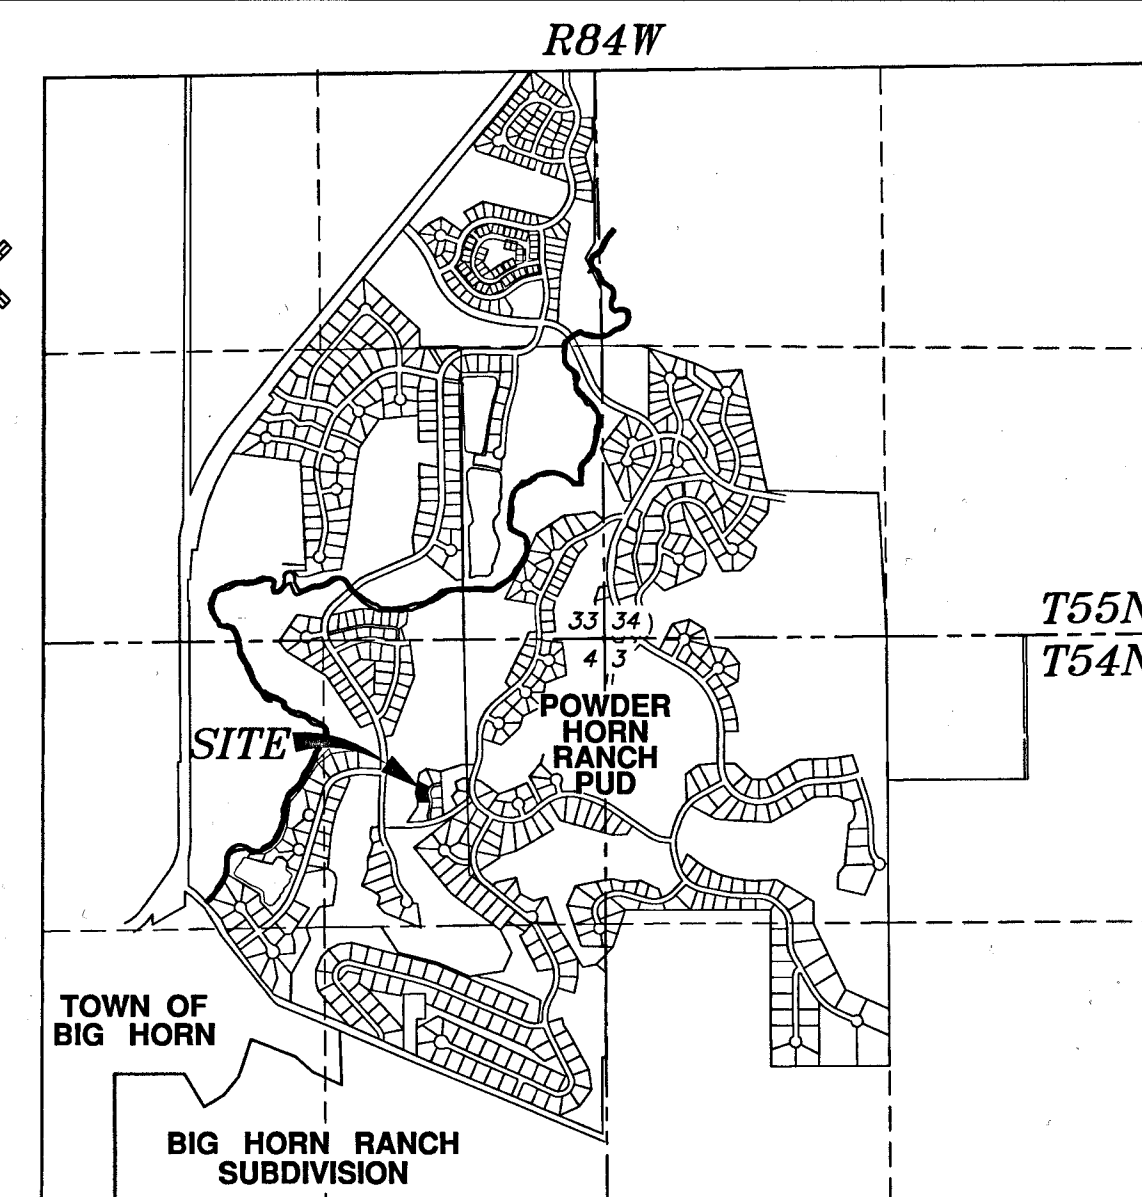 R84W
T55N
33 34
T54N
4 3
POWDER
HORN
RANCH
PUD
SITE
TOWN OF
BIG HORN
BIG HORN RANCH
SUBDIVISION